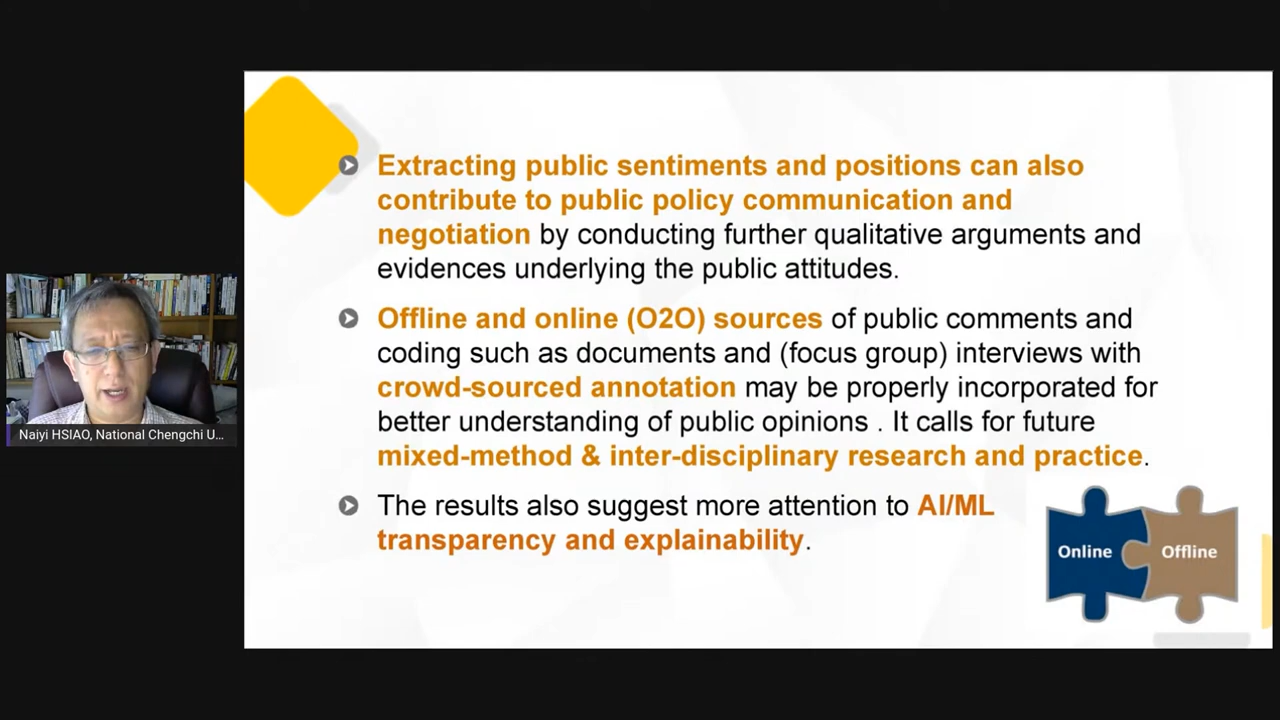 Extracting public sentiments and positions can also
contribute to public policy communication and
negotiation by conducting further qualitative arguments and
evidences underlying the public attitudes.
Offline and online (O2O) sources of public comments and
coding such as documents and (focus group) interviews with
crowd-sourced annotation may be properly incorporated for
better understanding of public opinions . It calls for future
mixed-method & inter-disciplinary research and practice.
The results also suggest more attention to AI/ML
transparency and explainability.
Online
Offline
Naiyi HSIAO, National Chengchi U...